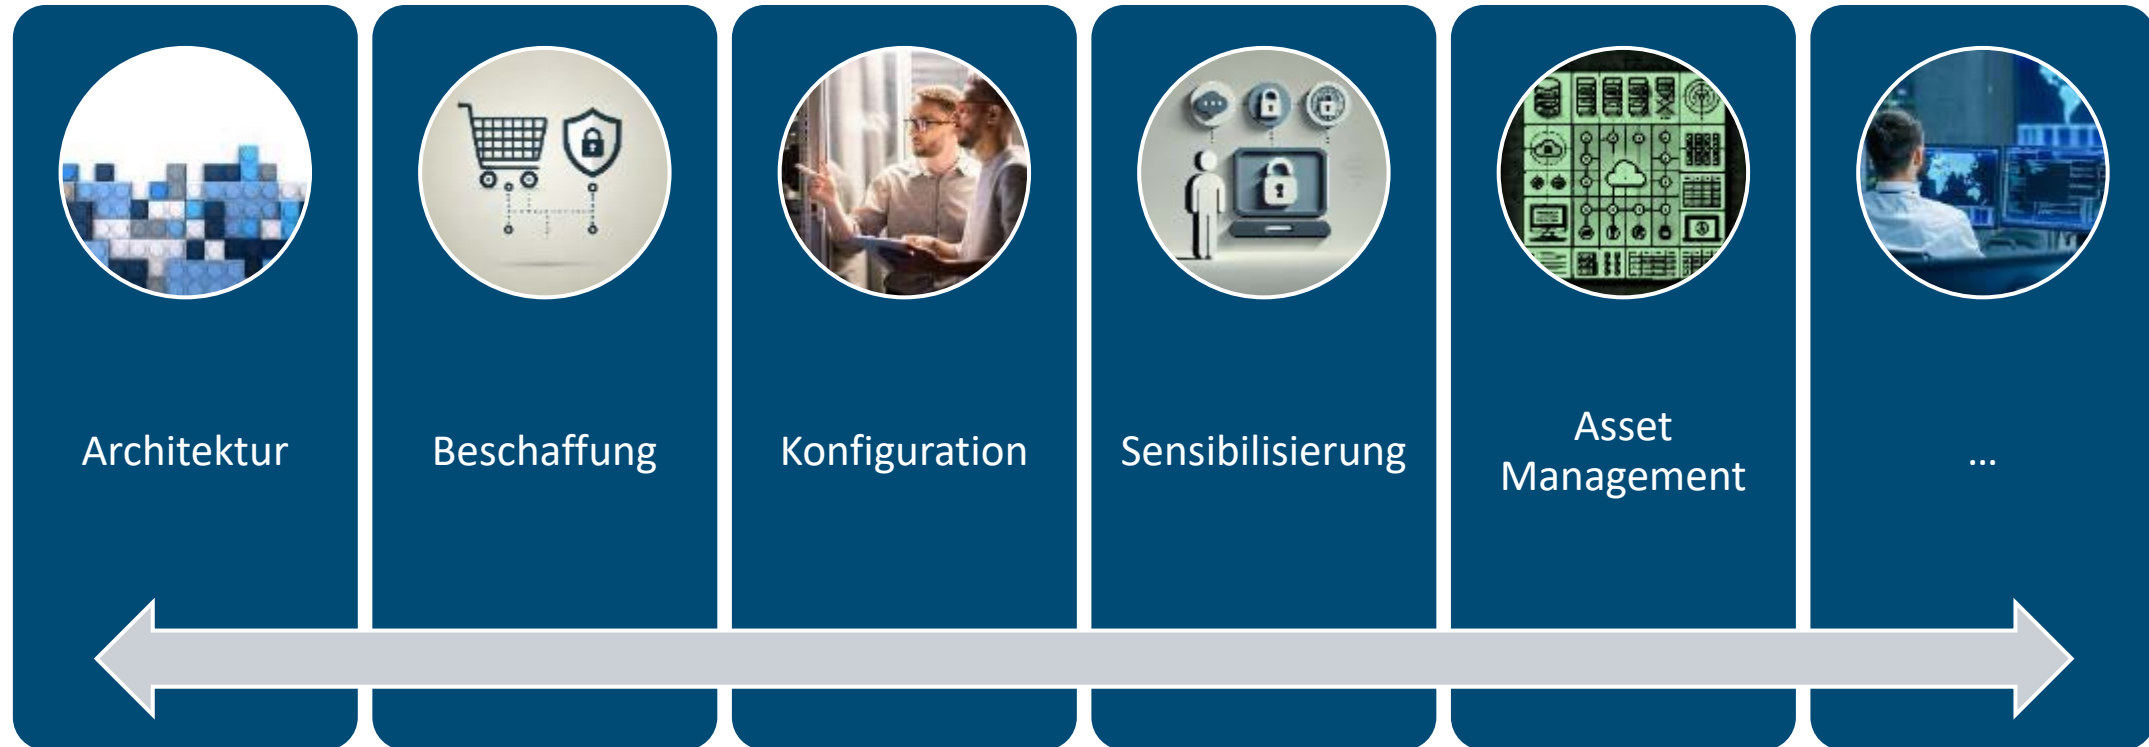 Architektur
Beschaffung
Konfiguration
Sensibilisierung
Asset
Management
...